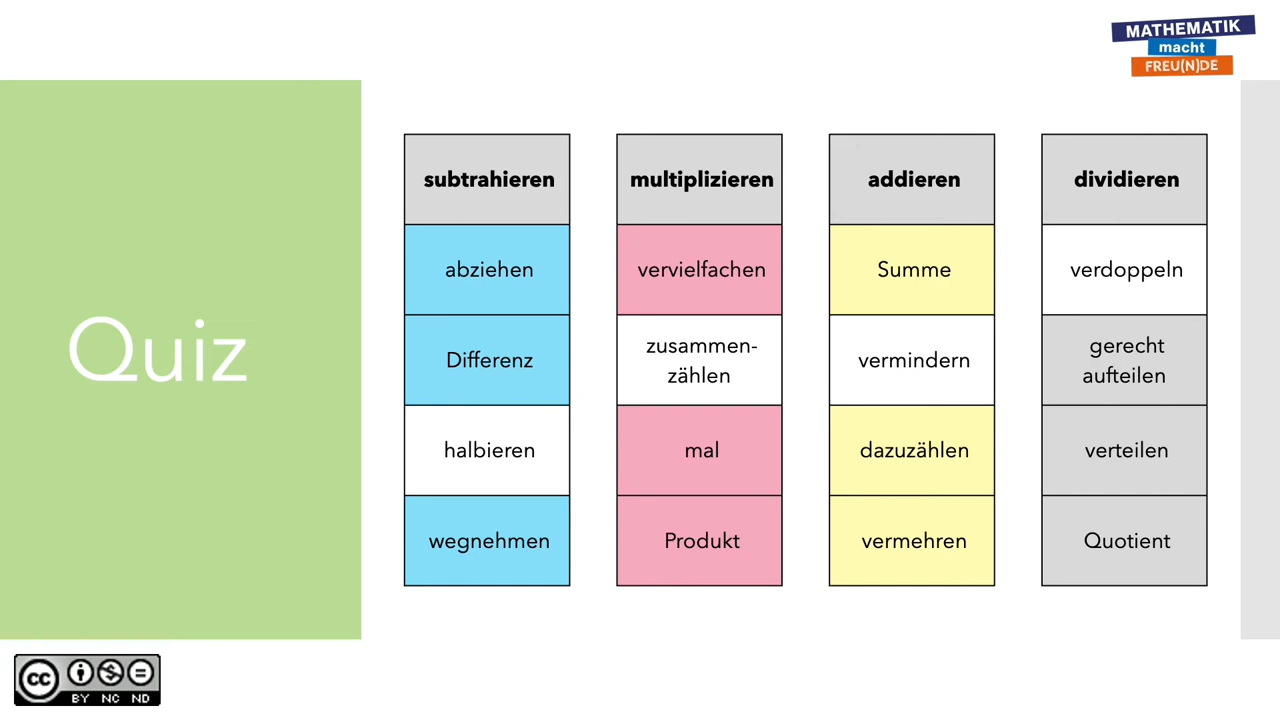 MATHEMATIK
macht
FREU(N)DE
Quiz
subtrahieren
abziehen
Differenz
halbieren
wegnehmen
multiplizieren
vervielfachen
zusammen-
zählen
mal
Produkt
addieren
Summe
vermindern
dazuzählen
vermehren
dividieren
verdoppeln
gerecht
aufteilen
verteilen
Quotient
cc
BY NC ND